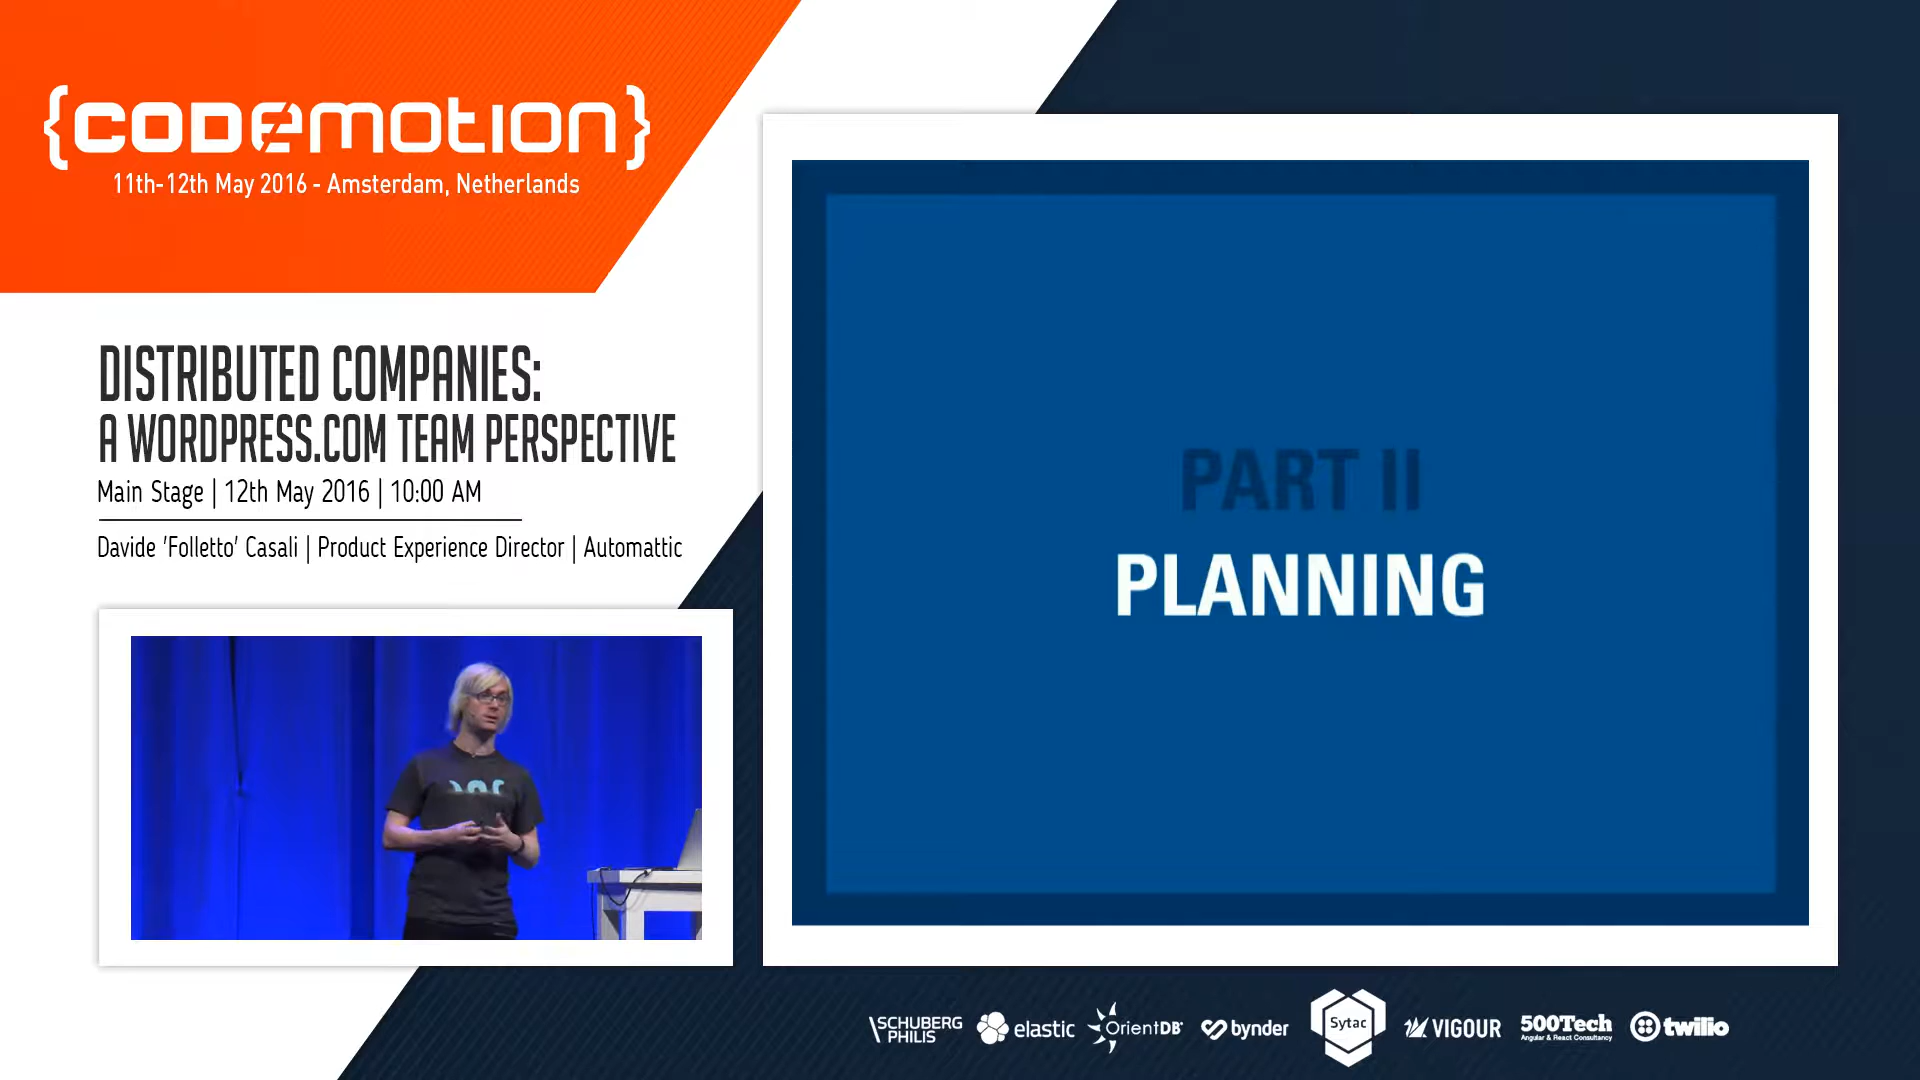 {CODEMOTION}
11th-12th May 2016 - Amsterdam, Netherlands
DISTRIBUTED COMPANIES:
A WORDPRESS.COM TEAM PERSPECTIVE
Main Stage | 12th May 2016 | 10:00 AM
Davide 'Folletto' Casali | Product Experience Director | Automattic
PART II
PLANNING
SCHUBERG
PHILIS
elastic
OrientDB
bynder
Sytac
VIGOUR
500Tech
Angular & React Consultancy
twilio